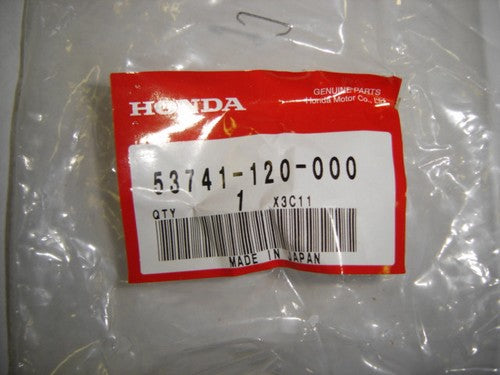 HONDA
GENUINE PARTS
Honda Motor Co., Ltd.
53741-120-000
QTY 1 X3C11
MADE IN JAPAN